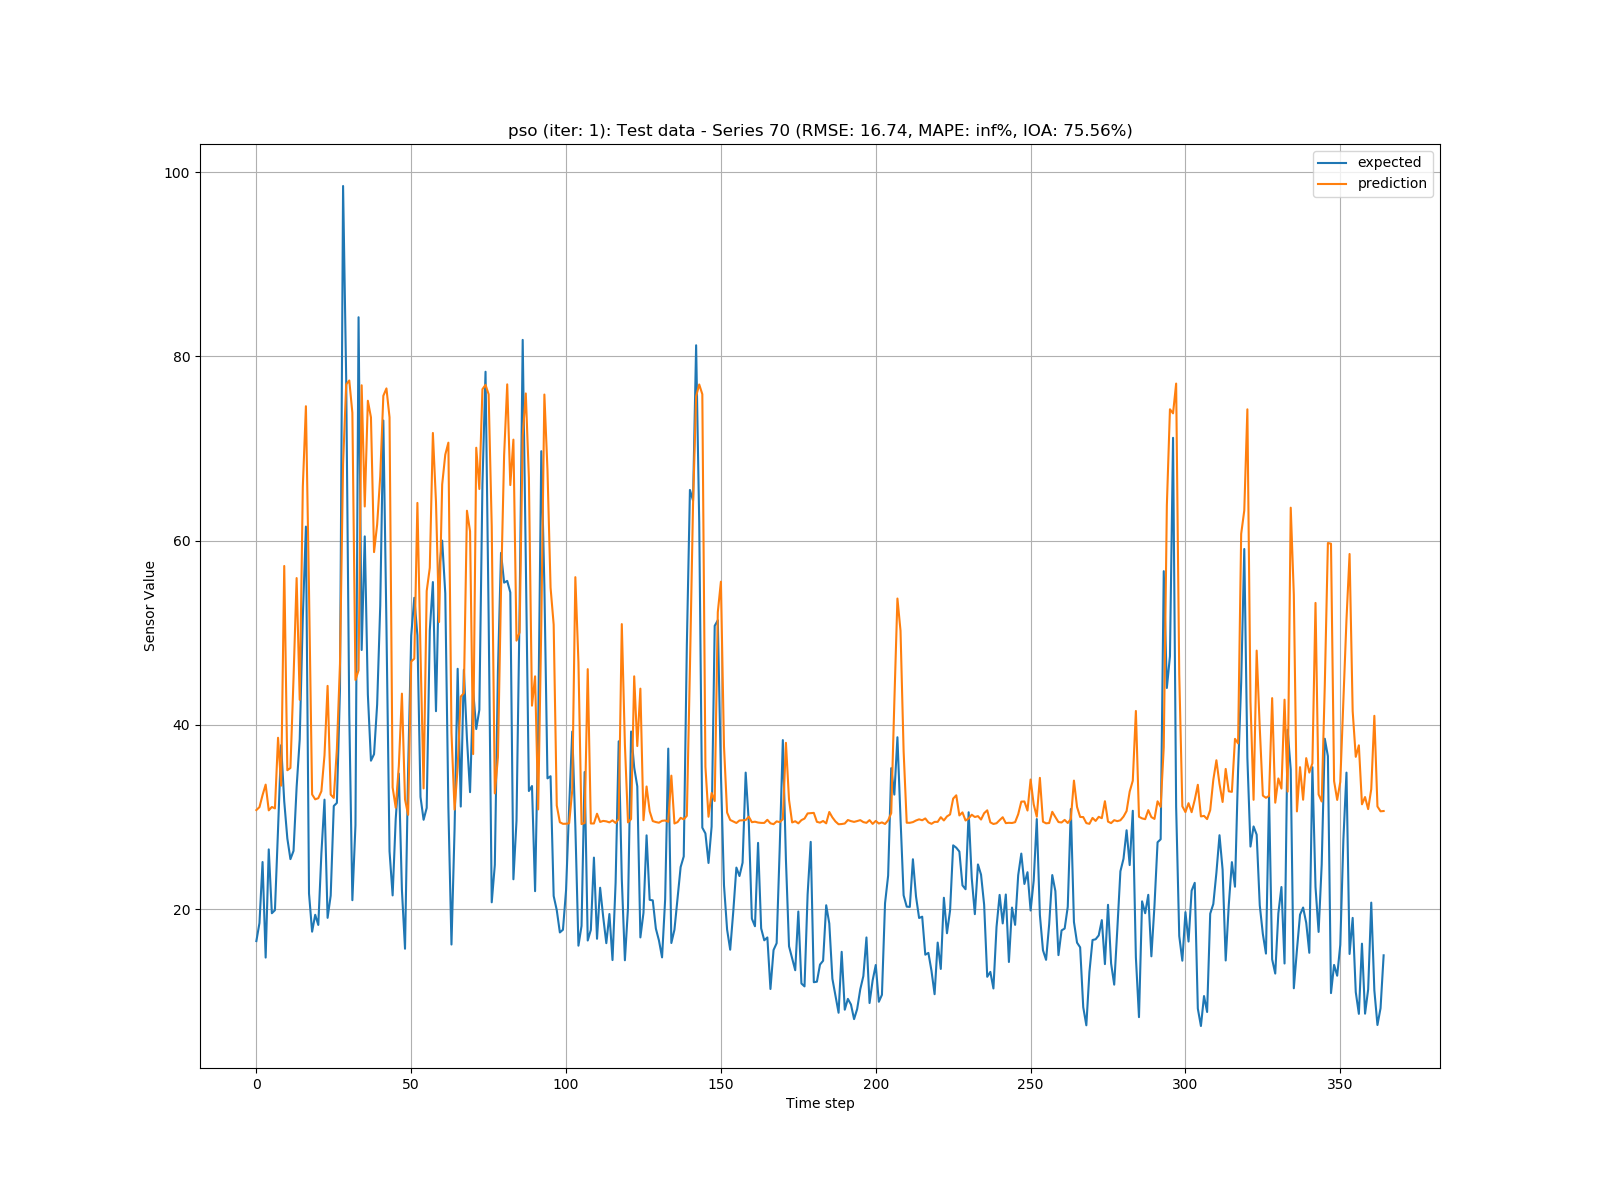 pso (iter: 1): Test data - Series 70 (RMSE: 16.74, MAPE: inf%, IOA: 75.56%)
expected
prediction
100
80
60
40
20
Sensor Value
0 50 100 150 200 250 300 350
Time step